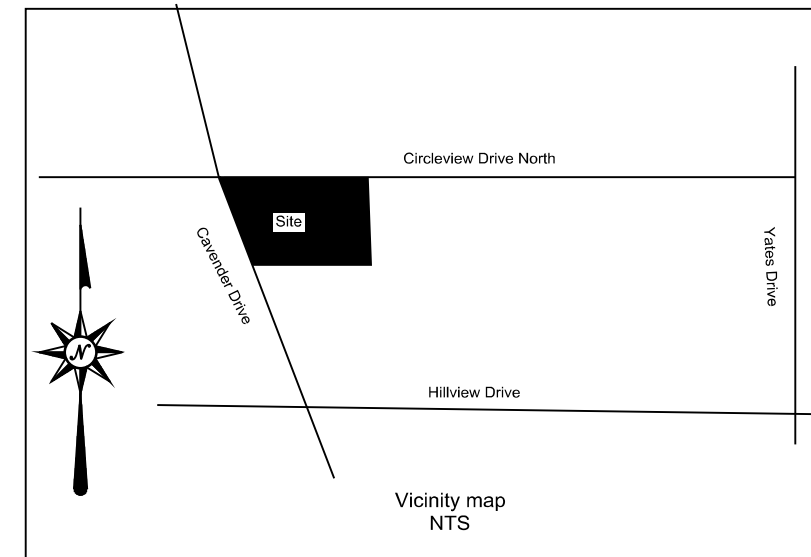 Circleview Drive North
Site
Cavender Drive
Yates Drive
N
Hillview Drive
Vicinity map
NTS